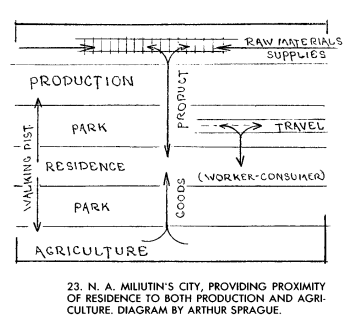 RAW MATERIALS
SUPPLIES
PRODUCTION
PRODUCT
PARK
TRAVEL
WALKING DIST.
RESIDENCE
(WORKER-CONSUMER)
PARK
GOODS
AGRICULTURE
23. N. A. MILIUTIN'S CITY, PROVIDING PROXIMITY
OF RESIDENCE TO BOTH PRODUCTION AND AGRI-
CULTURE. DIAGRAM BY ARTHUR SPRAGUE.